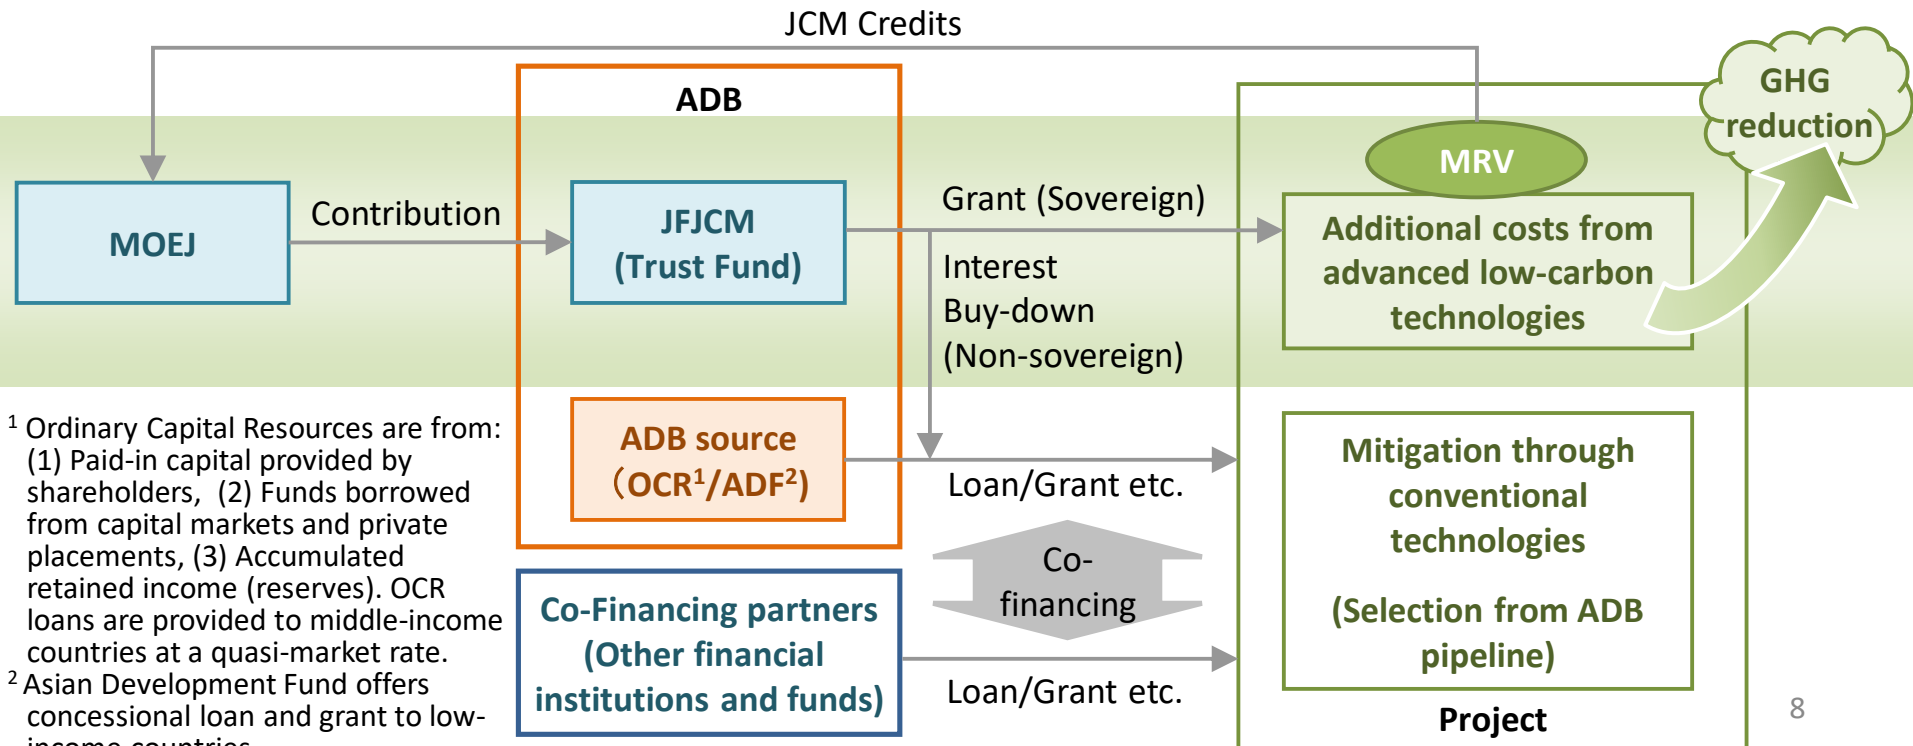 JCM Credits
GHG
reduction
ADB
MRV
MOEJ
Contribution
JFJCM
(Trust Fund)
Grant (Sovereign)
Interest
Buy-down
(Non-sovereign)
Additional costs from
advanced low-carbon
technologies
ADB source
（OCR¹/ADF²)
Loan/Grant etc.
Mitigation through
conventional
technologies
(Selection from ADB
pipeline)
Co-
financing
Co-Financing partners
(Other financial
institutions and funds)
Loan/Grant etc.
Project
¹ Ordinary Capital Resources are from:
(1) Paid-in capital provided by
shareholders, (2) Funds borrowed
from capital markets and private
placements, (3) Accumulated
retained income (reserves). OCR
loans are provided to middle-income
countries at a quasi-market rate.
² Asian Development Fund offers
concessional loan and grant to low-
income countries
8